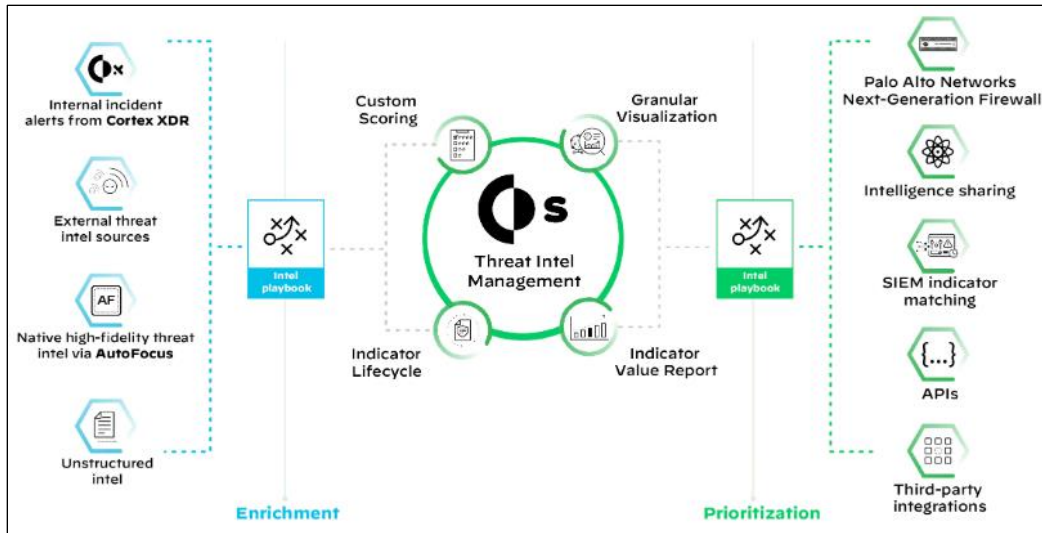 Internal incident
alerts from Cortex XDR
External threat
intel sources
AF
Native high-fidelity threat
intel via AutoFocus
Unstructured
intel
Intel
playbook
Enrichment
Custom
Scoring
Granular
Visualization
S
Threat Intel
Management
Indicator
Lifecycle
Indicator
Value Report
Intel
playbook
Prioritization
Palo Alto Networks
Next-Generation Firewall
Intelligence sharing
SIEM indicator
matching
{...}
APIs
Third-party
integrations